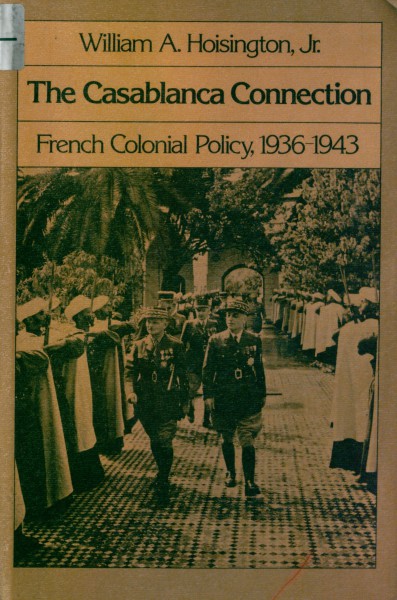 William A. Hoisington, Jr.
The Casablanca Connection
French Colonial Policy, 1936-1943